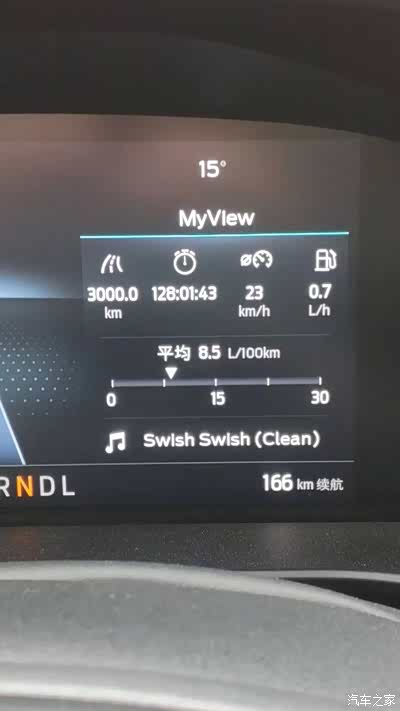 15°
MyView
3000.0 128:01:43 23 0.7
km km/h L/h
平均 8.5 L/100km
0 15 30
Swish Swish (Clean)
RNDL 166 km 续航
汽车之家